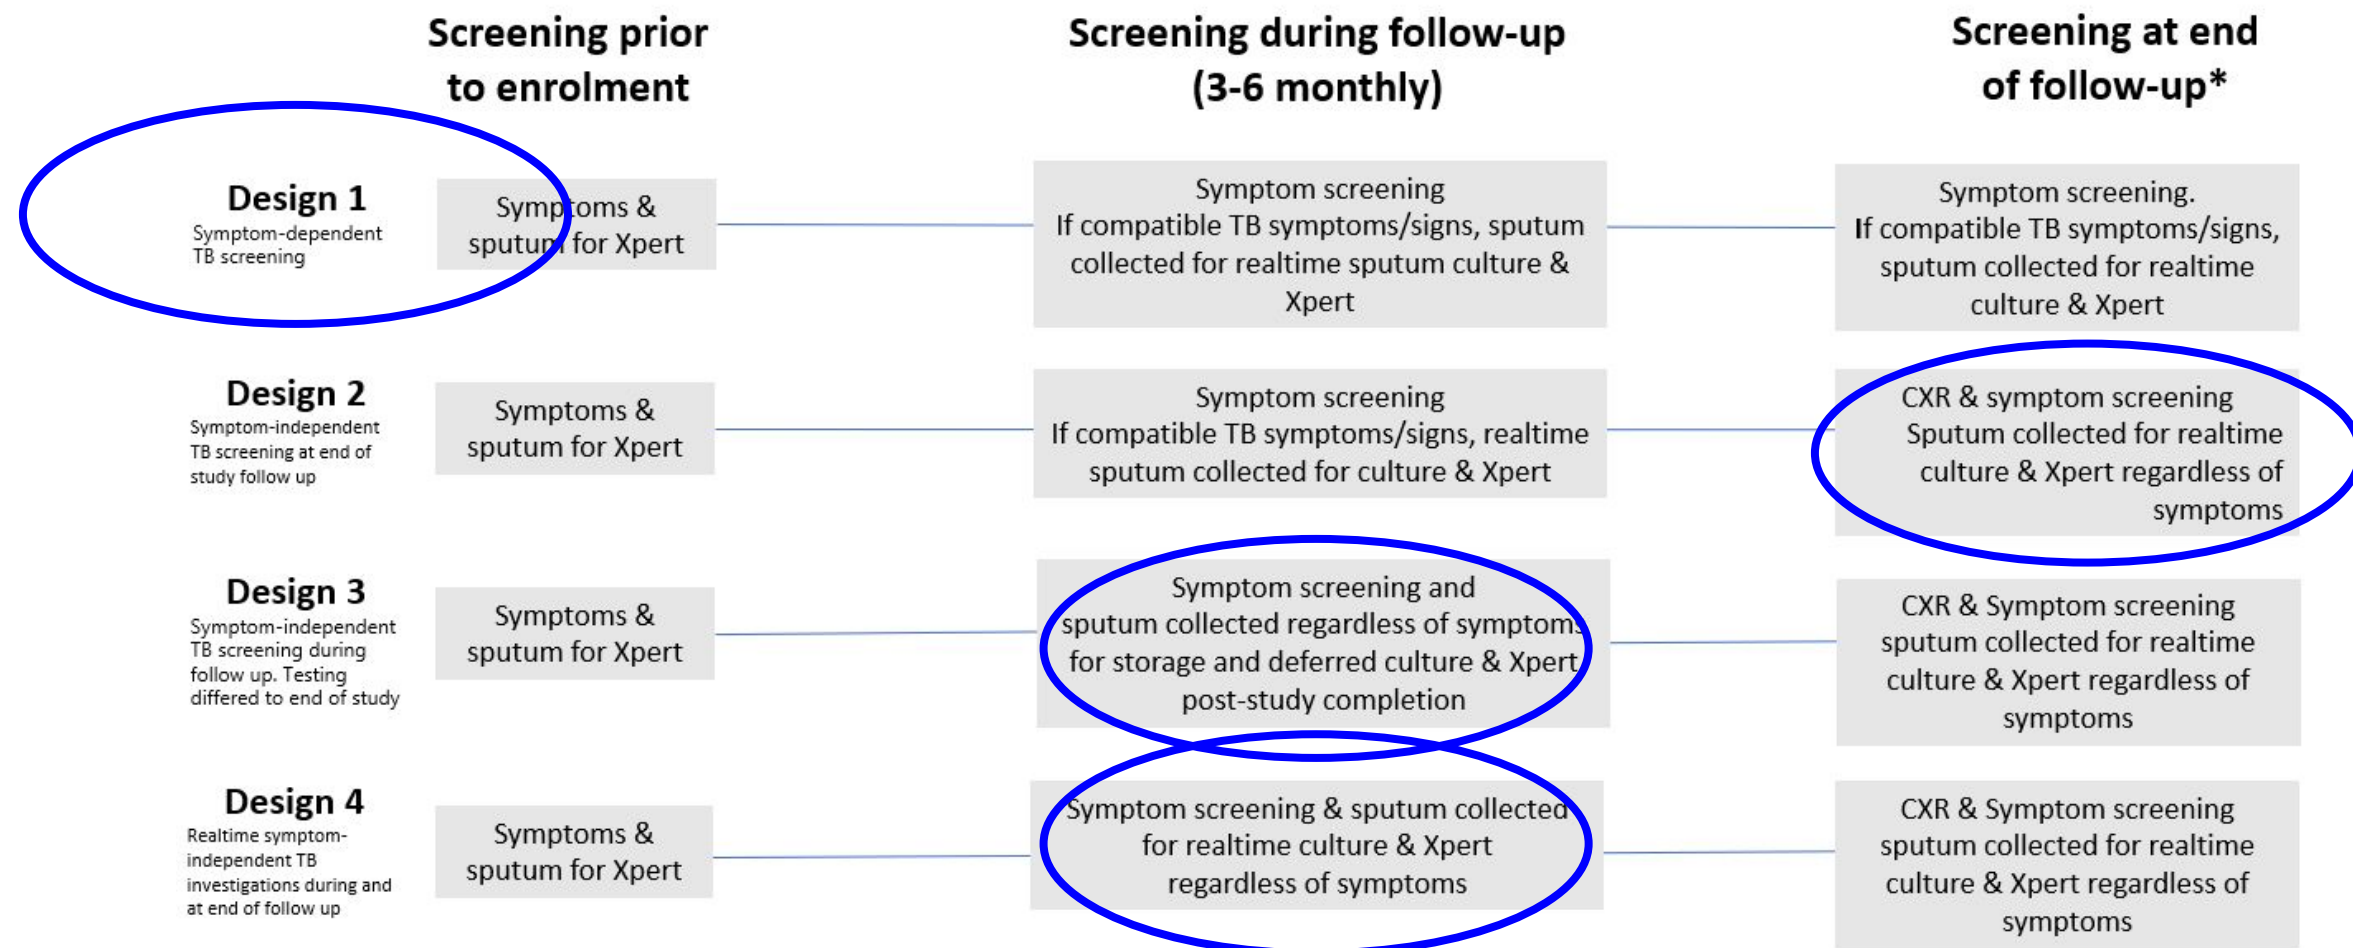 Screening prior
to enrolment
Screening during follow-up
(3-6 monthly)
Screening at end
of follow-up*
Design 1
Symptom-dependent
TB screening
Symptoms &
sputum for Xpert
Symptom screening
If compatible TB symptoms/signs, sputum
collected for realtime sputum culture &
Xpert
Symptom screening.
If compatible TB symptoms/signs,
sputum collected for realtime
culture & Xpert
Design 2
Symptom-independent
TB screening at end of
study follow up
Symptoms &
sputum for Xpert
Symptom screening
If compatible TB symptoms/signs, realtime
sputum collected for culture & Xpert
CXR & symptom screening
Sputum collected for realtime
culture & Xpert regardless of
symptoms
Design 3
Symptom-independent
TB screening during
follow up. Testing
differed to end of study
Symptoms &
sputum for Xpert
Symptom screening and
sputum collected regardless of symptoms
for storage and deferred culture & Xpert
post-study completion
CXR & Symptom screening
sputum collected for realtime
culture & Xpert regardless of
symptoms
Design 4
Realtime symptom-
independent TB
investigations during and
at end of follow up
Symptoms &
sputum for Xpert
Symptom screening & sputum collected
for realtime culture & Xpert
regardless of symptoms
CXR & Symptom screening
sputum collected for realtime
culture & Xpert regardless of
symptoms